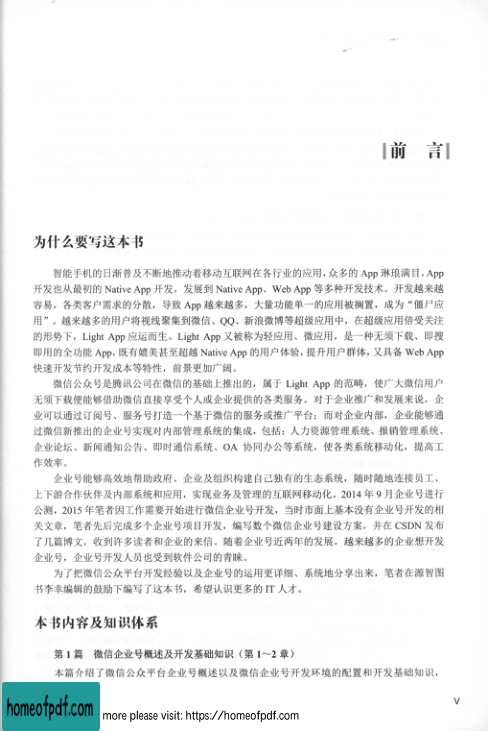 前 言
为什么要写这本书
智能手机的日渐普及不断地推动着移动互联网在各行业的应用，众多的 App 琳琅满目，App
开发也从最初的 Native App 开发，发展到 Native App、Web App 等多种开发技术。开发越来越
容易，各类客户需求的分散，导致 App 越来越多，大量功能单一的应用被搁置，成为“僵尸应
用”。越来越多的用户将视线聚集到微信、QQ、新浪微博等超级应用中，在超级应用倍受关注
的形势下，Light App 应运而生。Light App 又被称为轻应用、微应用，是一种无须下载、即搜
即用的全功能 App，既有媲美甚至超越 Native App 的用户体验，提升用户群体，又具备 Web App
快速开发节约开发成本等特性，前景更加广阔。
微信公众号是腾讯公司在微信的基础上推出的，属于 Light App 的范畴，使广大微信用户
无须下载便能够借助微信直接享受个人或企业提供的各类服务。对于企业推广和发展来说，企
业可以通过订阅号、服务号打造一个基于微信的服务或推广平台；而对企业内部，企业能够通
过微信新推出的企业号实现对内部管理系统的集成，包括：人力资源管理系统、报销管理系统、
企业论坛、新闻通知公告、即时通信系统、OA 协同办公等系统，使各类系统移动化，提高工
作效率。
企业号能够高效地帮助政府、企业及组织构建自己独有的生态系统，随时随地连接员工、
上下游合作伙伴及内部系统和应用，实现业务及管理的互联网移动化。2014 年 9 月企业号进行
公测，2015 年笔者因工作需要开始进行微信企业号开发，当时市面上基本没有企业号开发的相
关文章，笔者先后完成多个企业号项目开发，编写数个微信企业号建设方案，并在 CSDN 发布
了几篇博文，收到许多读者和企业的来信。随着企业号近两年的发展，越来越多的企业想开发
企业号，企业号开发人员也受到软件公司的青睐。
为了把微信公众平台开发经验以及企业号的运用更详细、系统地分享出来，笔者在源智图
书李幸编辑的鼓励下编写了这本书，希望认识更多的 IT 人才。
本书内容及知识体系
第 1 篇 微信企业号概述及开发基础知识（第 1～2 章）
本篇介绍了微信公众平台企业号概述以及微信企业号开发环境的配置和开发基础知识，
V
homeofpdf.com
more please visit: https://homeofpdf.com